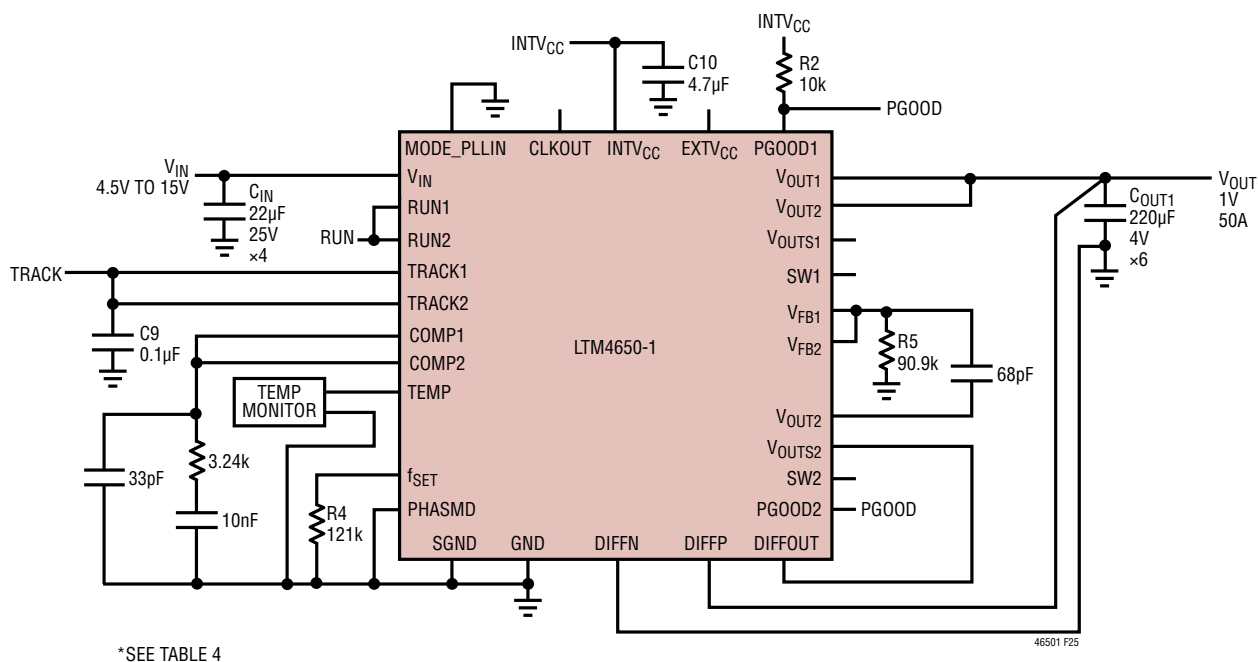 INTVCC
INTVCC
C10
4.7µF
R2
10k
PGOOD
MODE_PLLIN
CLKOUT
INTVCC
EXTVCC
PGOOD1
VIN
4.5V TO 15V
CIN
22µF
25V
×4
VIN
RUN1
RUN
RUN2
TRACK
TRACK1
TRACK2
C9
0.1µF
COMP1
COMP2
TEMP
MONITOR
TEMP
33pF
3.24k
10nF
R4
121k
fSET
PHASMD
SGND
GND
DIFFN
DIFFP
DIFFOUT
LTM4650-1
VOUT1
VOUT2
VOUTS1
SW1
VFB1
VFB2
R5
90.9k
68pF
VOUT2
VOUTS2
SW2
PGOOD2
PGOOD
COUT1
220µF
4V
×6
VOUT
1V
50A
46501 F25
*SEE TABLE 4